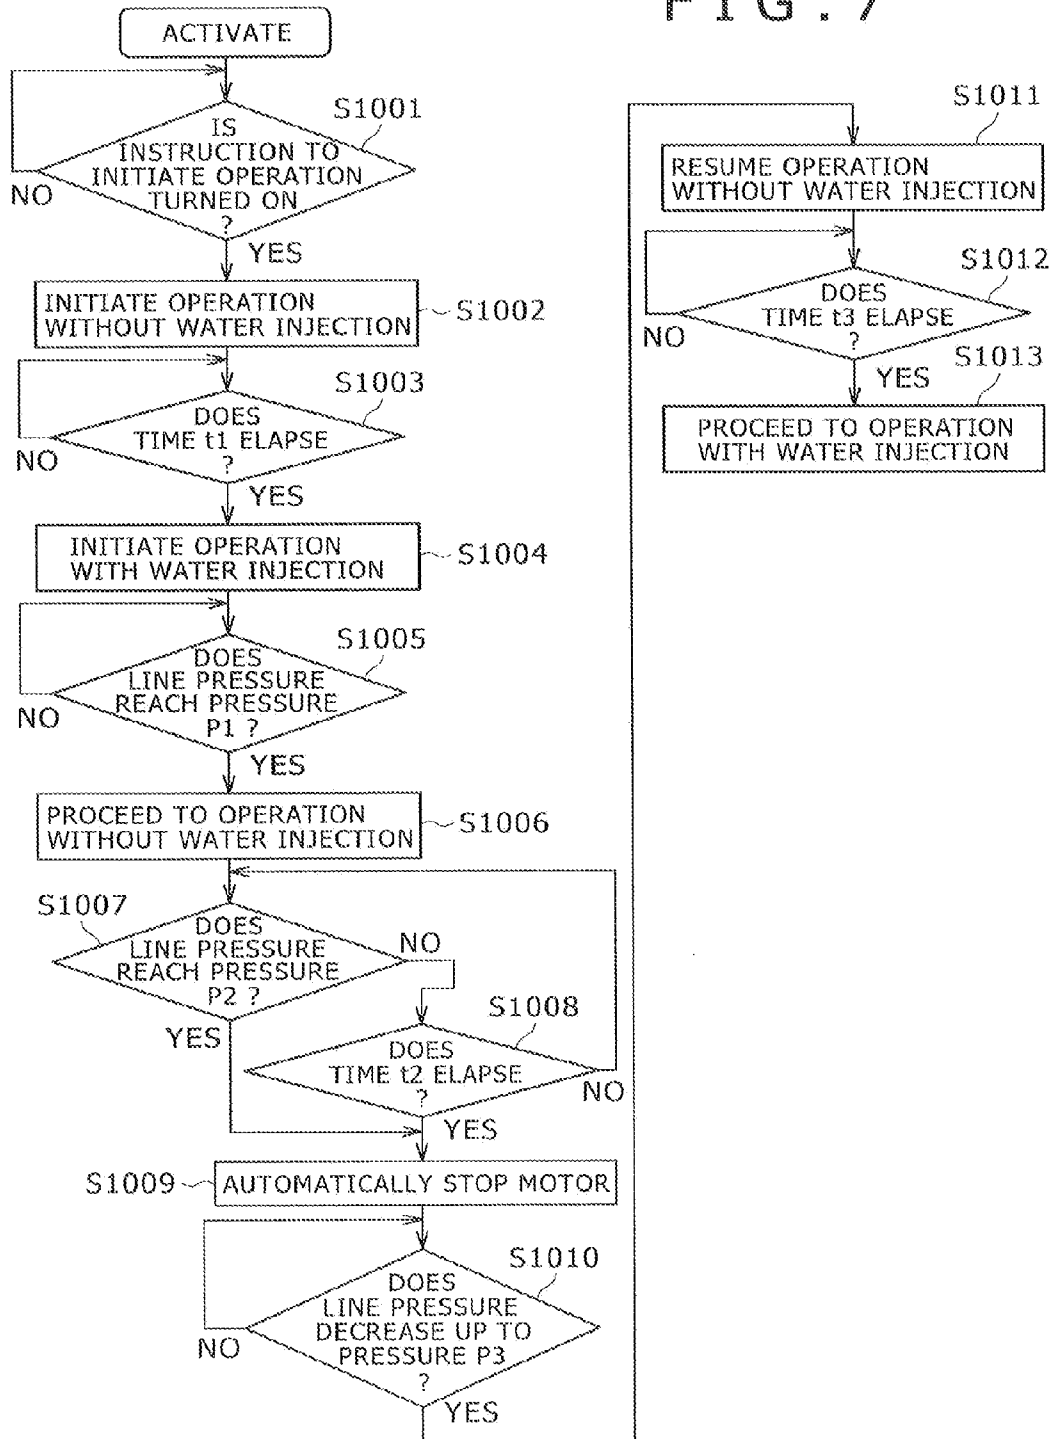 FIG.7
ACTIVATE
S1001
IS
INSTRUCTION TO
INITIATE OPERATION
TURNED ON
?
NO
YES
INITIATE OPERATION
WITHOUT WATER INJECTION
S1002
S1003
DOES
TIME t1 ELAPSE
?
NO
YES
INITIATE OPERATION
WITH WATER INJECTION
S1004
S1005
DOES
LINE PRESSURE
REACH PRESSURE
P1 ?
NO
YES
PROCEED TO OPERATION
WITHOUT WATER INJECTION
S1006
S1007
DOES
LINE PRESSURE
REACH PRESSURE
P2 ?
NO
YES
S1008
DOES
TIME t2 ELAPSE
?
NO
YES
S1009
AUTOMATICALLY STOP MOTOR
S1010
DOES
LINE PRESSURE
DECREASE UP TO
PRESSURE P3
?
NO
YES
S1011
RESUME OPERATION
WITHOUT WATER INJECTION
S1012
DOES
TIME t3 ELAPSE
?
NO
YES
S1013
PROCEED TO OPERATION
WITH WATER INJECTION